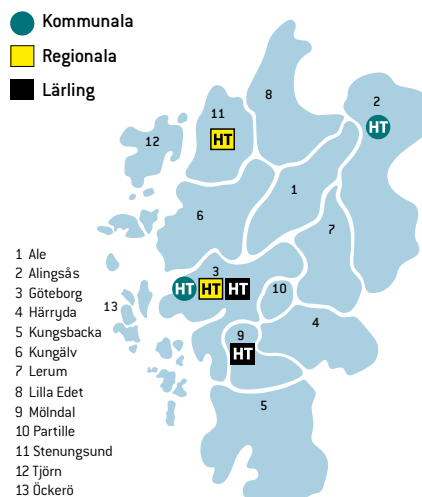 Kommunala
Regionala
Lärling
8
2
11
HT
HT
12
1
6
7
3
HT HT HT
10
13
9
4
HT
5
1 Ale
2 Alingsås
3 Göteborg
4 Härryda
5 Kungsbacka
6 Kungälv
7 Lerum
8 Lilla Edet
9 Mölndal
10 Partille
11 Stenungsund
12 Tjörn
13 Öckerö